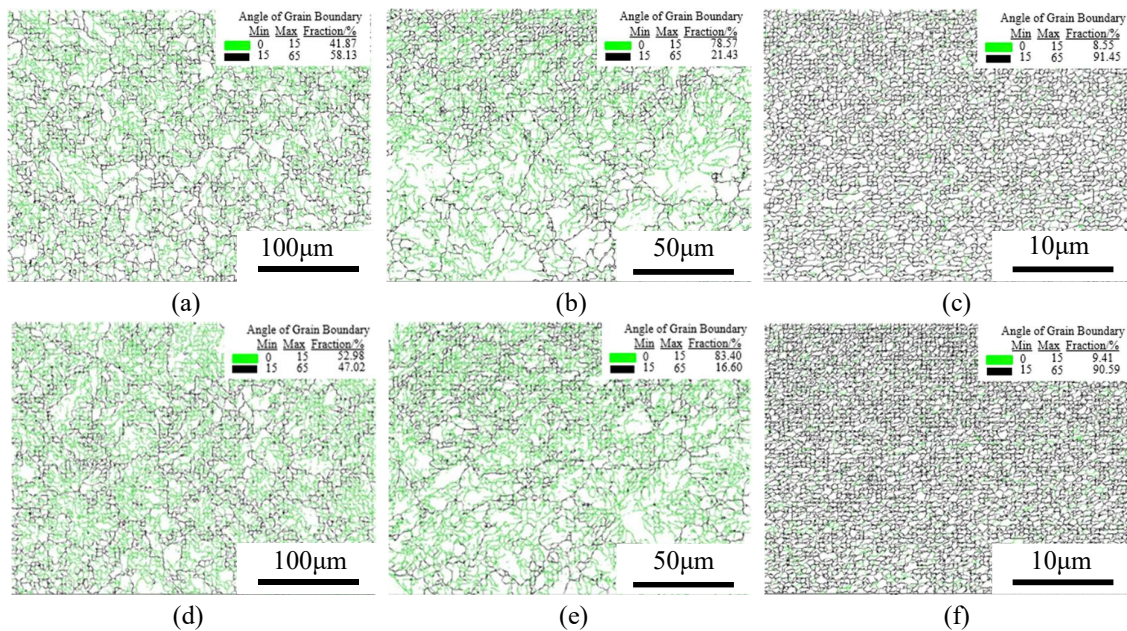 Angle of Grain Boundary
Min Max Fraction/%
0 15 41.87
15 65 58.13
100μm
(a)
Angle of Grain Boundary
Min Max Fraction/%
0 15 78.57
15 65 21.43
50μm
(b)
Angle of Grain Boundary
Min Max Fraction/%
0 15 8.55
15 65 91.45
10μm
(c)
Angle of Grain Boundary
Min Max Fraction/%
0 15 52.98
15 65 47.02
100μm
(d)
Angle of Grain Boundary
Min Max Fraction/%
0 15 83.40
15 65 16.60
50μm
(e)
Angle of Grain Boundary
Min Max Fraction/%
0 15 9.41
15 65 90.59
10μm
(f)